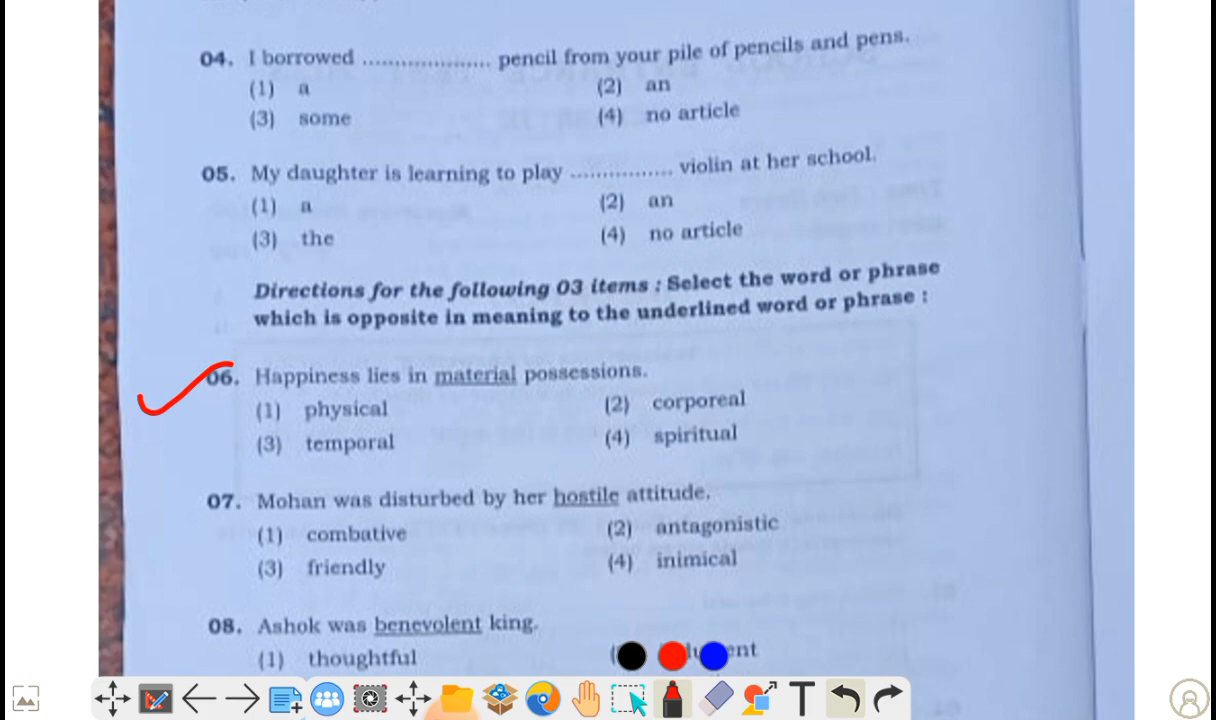 04. I borrowed .................... pencil from your pile of pencils and pens.
(1) a (2) an
(3) some (4) no article
05. My daughter is learning to play ................ violin at her school.
(1) a (2) an
(3) the (4) no article
Directions for the following 03 items : Select the word or phrase
which is opposite in meaning to the underlined word or phrase :
06. Happiness lies in material possessions.
(1) physical (2) corporeal
(3) temporal (4) spiritual
07. Mohan was disturbed by her hostile attitude.
(1) combative (2) antagonistic
(3) friendly (4) inimical
08. Ashok was benevolent king.
(1) thoughtful